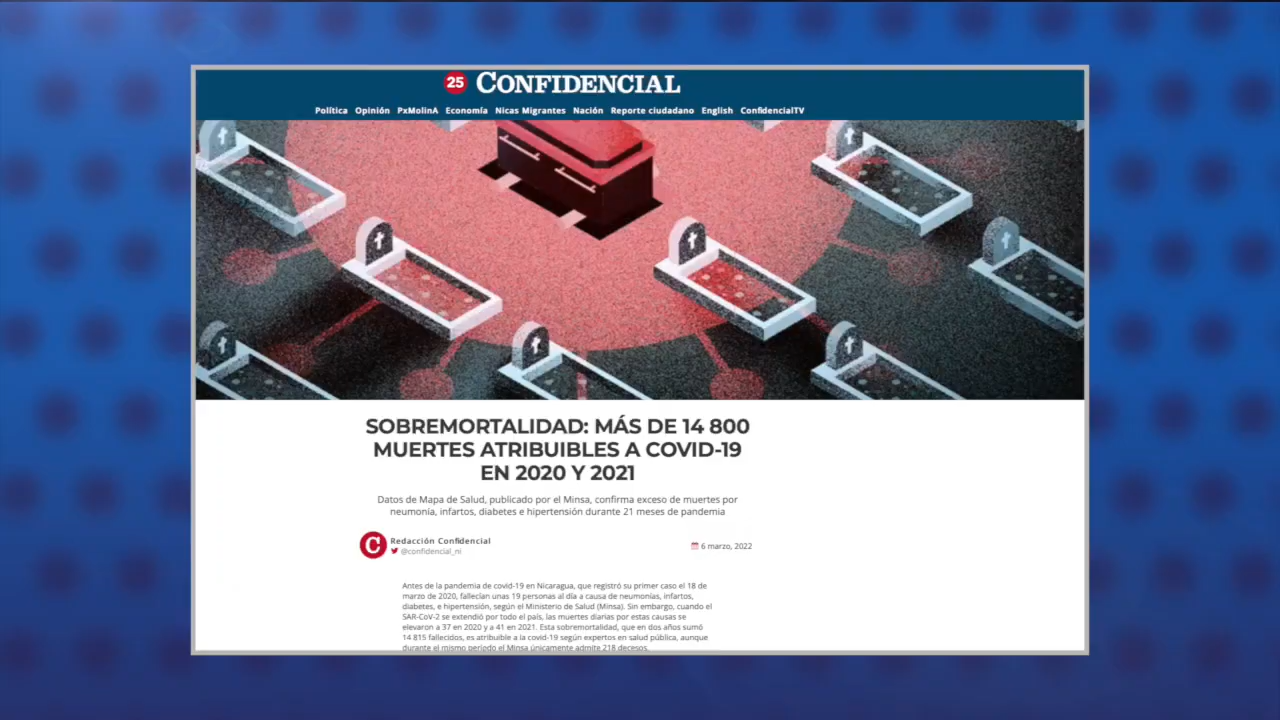 25 CONFIDENCIAL
Política Opinión PxMolinA Economía Nicas Migrantes Nación Reporte ciudadano English ConfidencialTV
SOBREMORTALIDAD: MÁS DE 14 800
MUERTES ATRIBUIBLES A COVID-19
EN 2020 Y 2021
Datos de Mapa de Salud, publicado por el Minsa, confirma exceso de muertes por
neumonía, infartos, diabetes e hipertensión durante 21 meses de pandemia
C Redacción Confidencial
@confidencial_ni
6 marzo, 2022
Antes de la pandemia de covid-19 en Nicaragua, que registró su primer caso el 18 de
marzo de 2020, fallecían unas 19 personas al día a causa de neumonías, infartos,
diabetes, e hipertensión, según el Ministerio de Salud (Minsa). Sin embargo, cuando el
SAR-CoV-2 se extendió por todo el país, las muertes diarias por estas causas se
elevaron a 37 en 2020 y a 41 en 2021. Esta sobremortalidad, que en dos años sumó
14 815 fallecidos, es atribuible a la covid-19 según expertos en salud pública, aunque
durante el mismo período el Minsa únicamente admite 218 decesos.